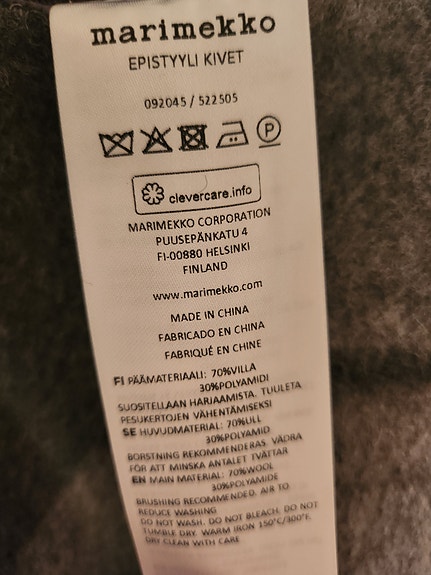 marimekko
EPISTYYLI KIVET
092045 / 522505
P
clevercare.info
MARIMEKKO CORPORATION
PUUSEPÄNKATU 4
FI-00880 HELSINKI
FINLAND
www.marimekko.com
MADE IN CHINA
FABRICADO EN CHINA
FABRIQUÉ EN CHINE
FI PÄÄMATERIAALI: 70%VILLA
30%POLYAMIDI
SUOSITELLAAN HARJAAMISTA. TUULETA
PESUKERTOJEN VÄHENTÄMISEKSI
SE HUVUDMATERIAL: 70%ULL
30%POLYAMID
BORSTNING REKOMMENDERAS. VÄDRA
FÖR ATT MINSKA ANTALET TVÄTTAR
EN MAIN MATERIAL: 70%WOOL
30%POLYAMIDE
BRUSHING RECOMMENDED. AIR TO
REDUCE WASHING
DO NOT WASH. DO NOT BLEACH. DO NOT
TUMBLE DRY. WARM IRON 150°C/300°F.
DRY CLEAN WITH CARE